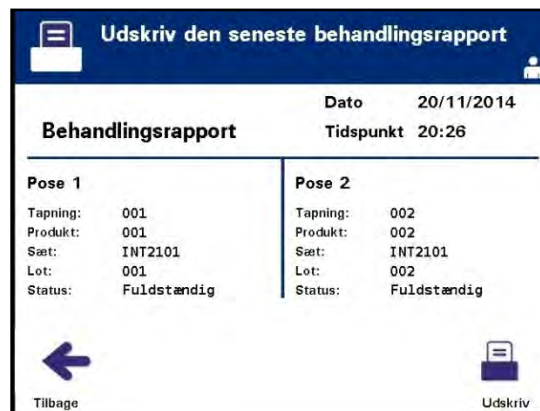 Udskriv den seneste behandlingsrapport
Dato 20/11/2014
Behandlingsrapport
Tidspunkt 20:26
Pose 1
Tapning: 001
Produkt: 001
Sæt: INT2101
Lot: 001
Status: Fuldstændig
Pose 2
Tapning: 002
Produkt: 002
Sæt: INT2101
Lot: 002
Status: Fuldstændig
Tilbage
Udskriv